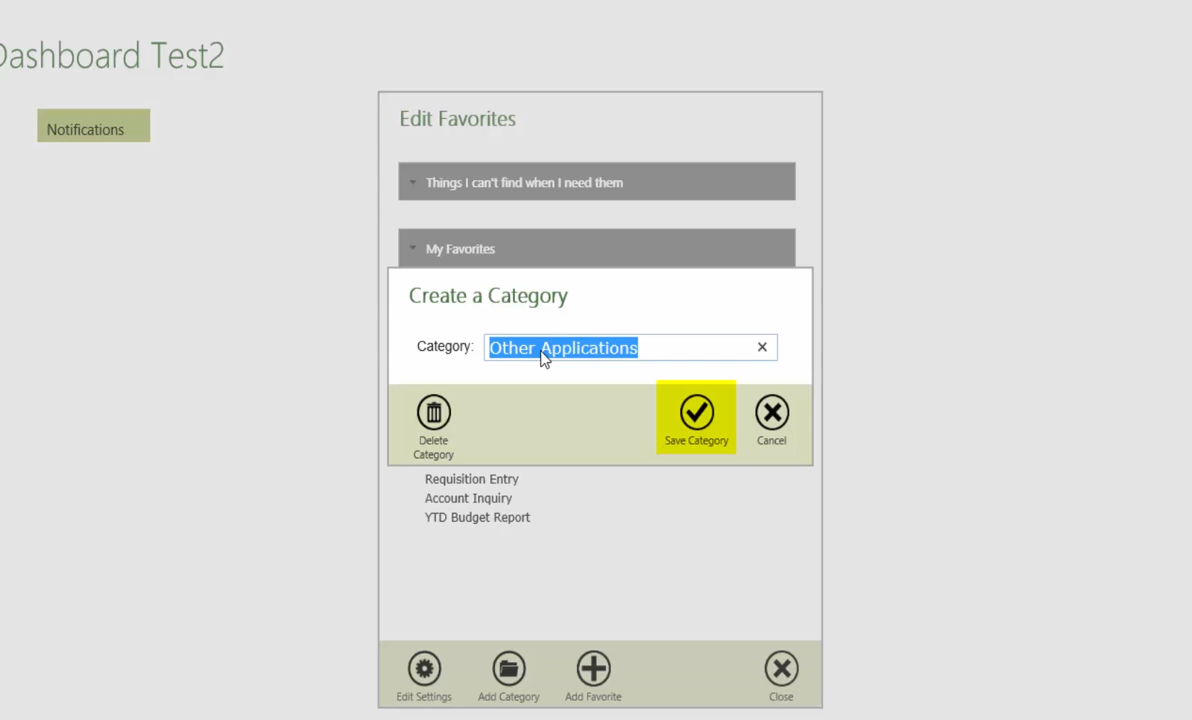 Dashboard Test2
Notifications
Edit Favorites
Things I can't find when I need them
My Favorites
Create a Category
Category: Other Applications
Delete Category
Save Category
Cancel
Requisition Entry
Account Inquiry
YTD Budget Report
Edit Settings
Add Category
Add Favorite
Close